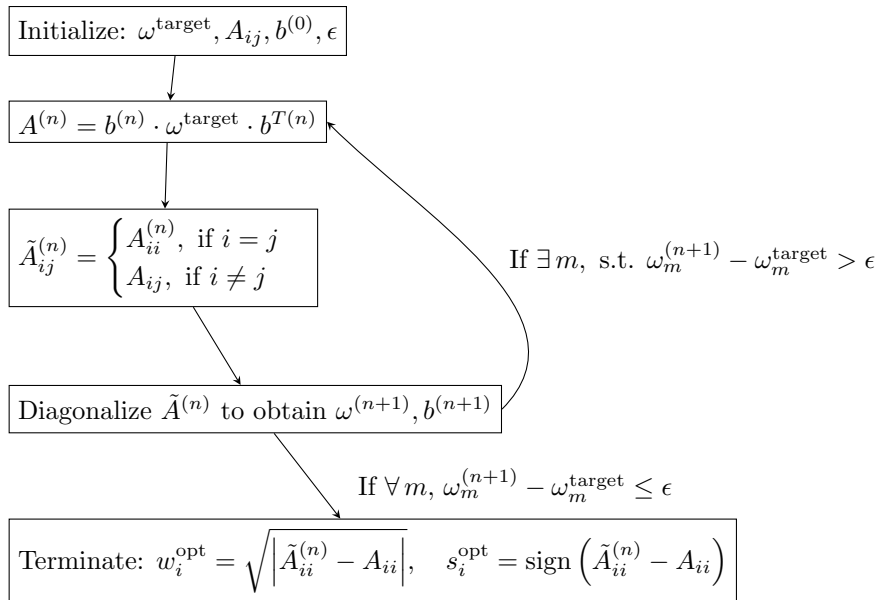 Initialize: ω^target, A_ij, b^(0), ϵ
A^(n) = b^(n) · ω^target · b^T(n)
Ã_ij^(n) = { A_ii^(n), if i = j
A_ij, if i ≠ j
If ∃ m, s.t. ω_m^(n+1) − ω_m^target > ϵ
Diagonalize Ã^(n) to obtain ω^(n+1), b^(n+1)
If ∀ m, ω_m^(n+1) − ω_m^target ≤ ϵ
Terminate: w_i^opt = √|Ã_ii^(n) − A_ii|, s_i^opt = sign (Ã_ii^(n) − A_ii)